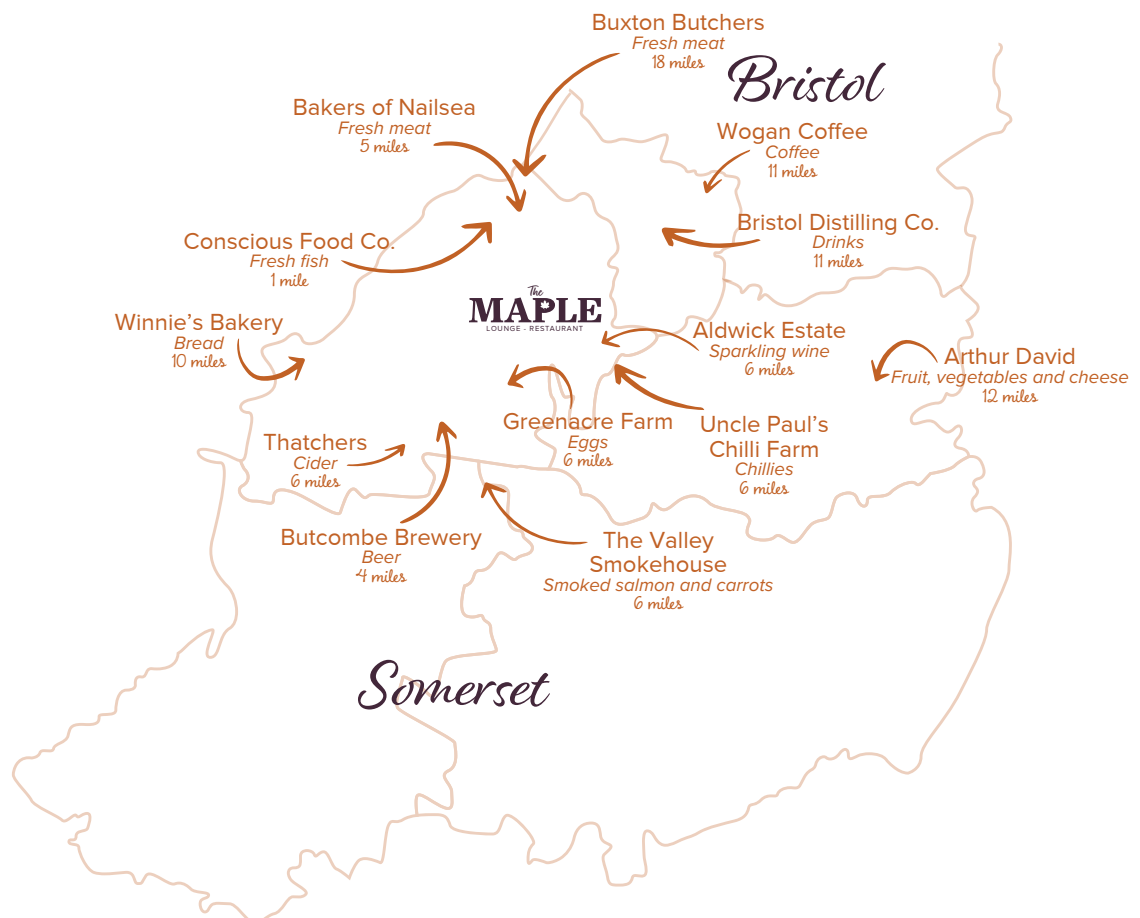 Buxton Butchers
Fresh meat
18 miles
Bristol
Bakers of Nailsea
Fresh meat
5 miles
Wogan Coffee
Coffee
11 miles
Bristol Distilling Co.
Drinks
11 miles
Conscious Food Co.
Fresh fish
1 mile
The
MAPLE
LOUNGE - RESTAURANT
Winnie's Bakery
Bread
10 miles
Aldwick Estate
Sparkling wine
6 miles
Arthur David
Fruit, vegetables and cheese
12 miles
Greenacre Farm
Eggs
6 miles
Uncle Paul's
Chilli Farm
Chillies
6 miles
Thatchers
Cider
6 miles
Butcombe Brewery
Beer
4 miles
The Valley
Smokehouse
Smoked salmon and carrots
6 miles
Somerset